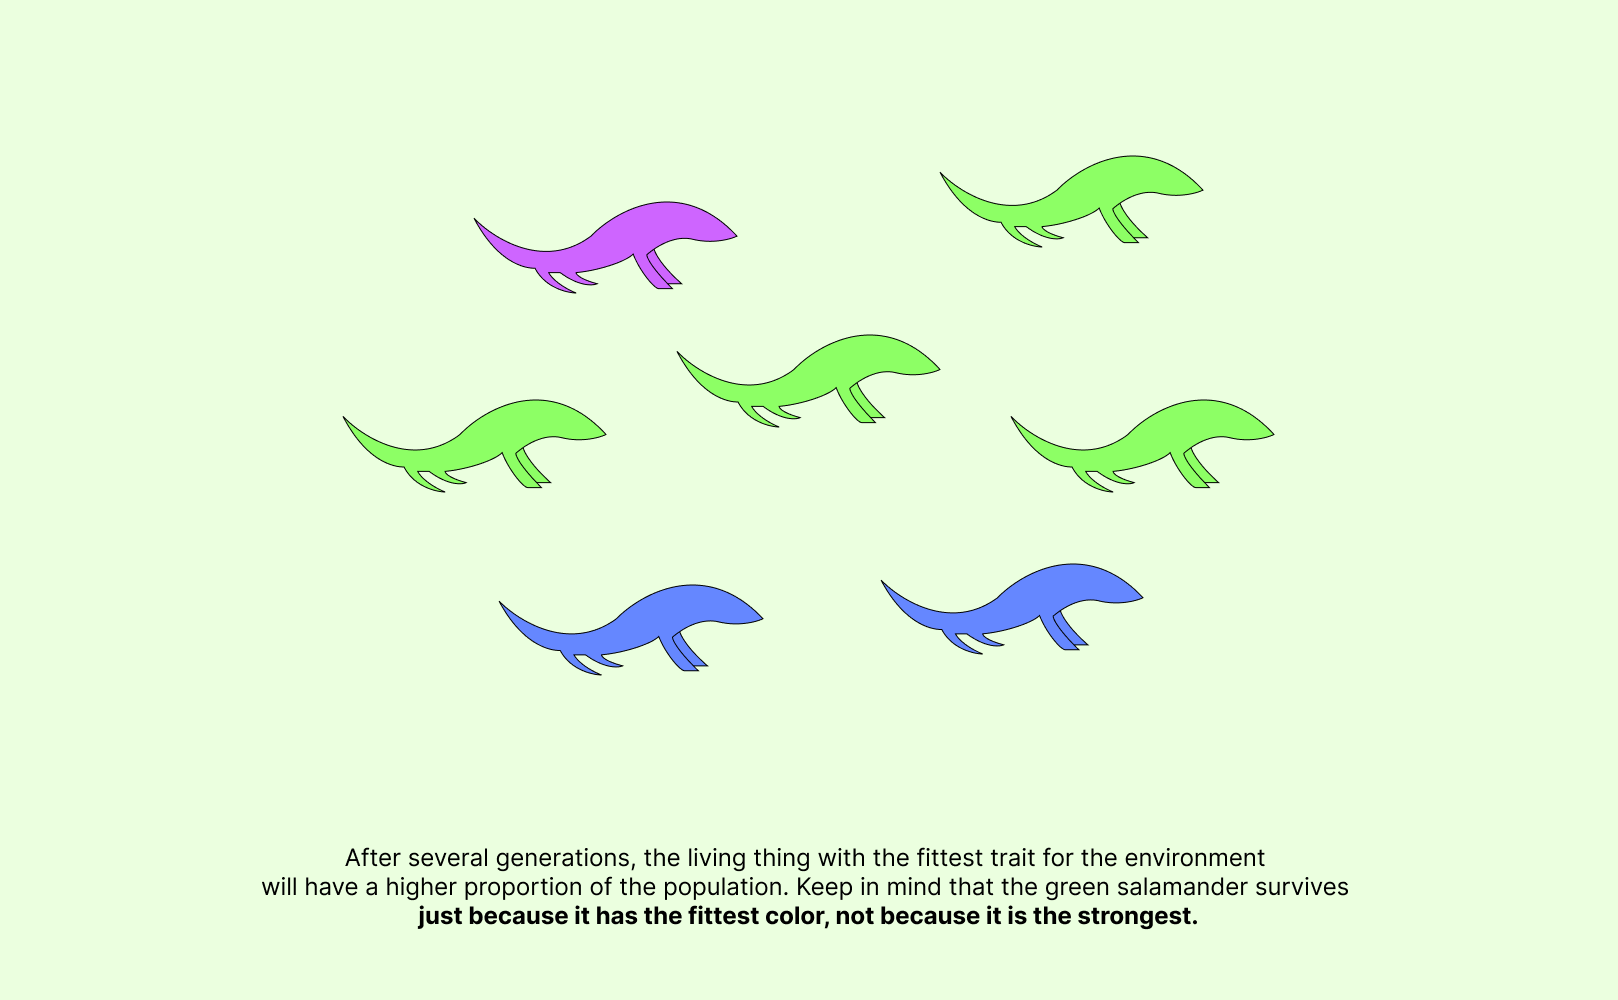 After several generations, the living thing with the fittest trait for the environment
will have a higher proportion of the population. Keep in mind that the green salamander survives
just because it has the fittest color, not because it is the strongest.